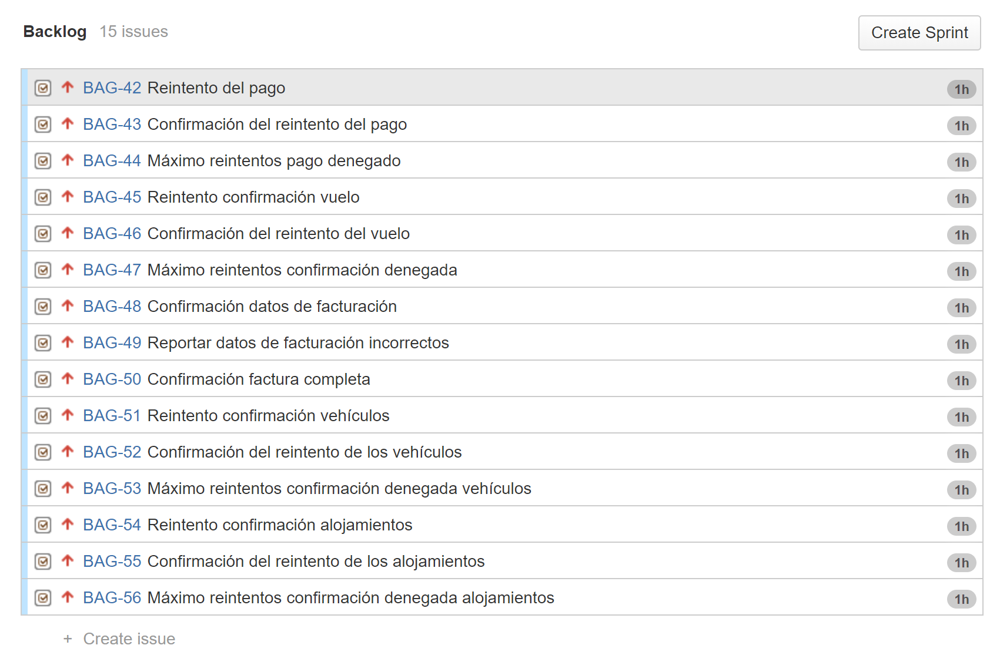 Backlog 15 issues
Create Sprint
BAG-42 Reintento del pago 1h
BAG-43 Confirmación del reintento del pago 1h
BAG-44 Máximo reintentos pago denegado 1h
BAG-45 Reintento confirmación vuelo 1h
BAG-46 Confirmación del reintento del vuelo 1h
BAG-47 Máximo reintentos confirmación denegada 1h
BAG-48 Confirmación datos de facturación 1h
BAG-49 Reportar datos de facturación incorrectos 1h
BAG-50 Confirmación factura completa 1h
BAG-51 Reintento confirmación vehículos 1h
BAG-52 Confirmación del reintento de los vehículos 1h
BAG-53 Máximo reintentos confirmación denegada vehículos 1h
BAG-54 Reintento confirmación alojamientos 1h
BAG-55 Confirmación del reintento de los alojamientos 1h
BAG-56 Máximo reintentos confirmación denegada alojamientos 1h
+ Create issue